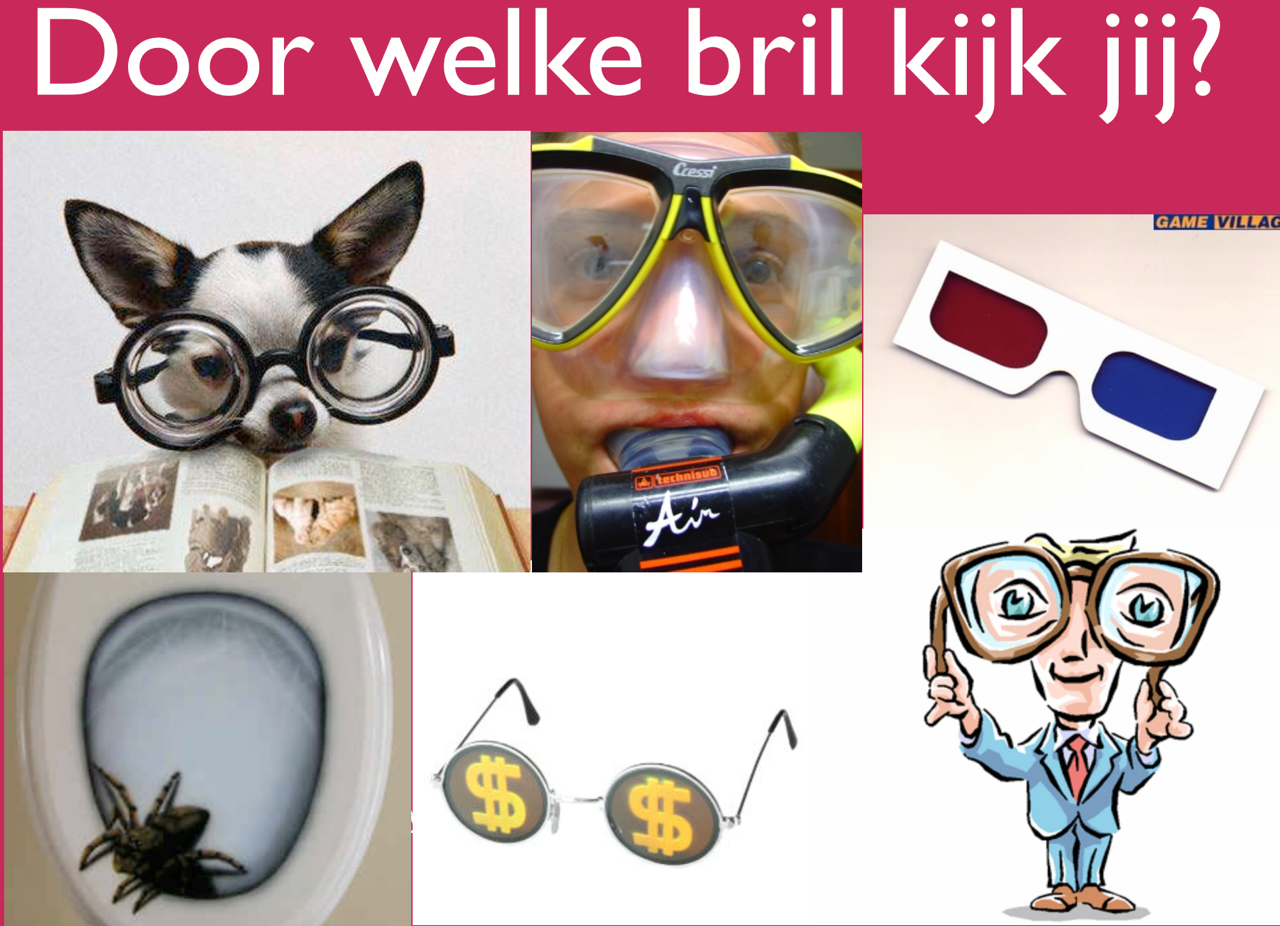 Door welke bril kijk jij?
Cressi
GAME VILLAG
technisub
Air
$ $